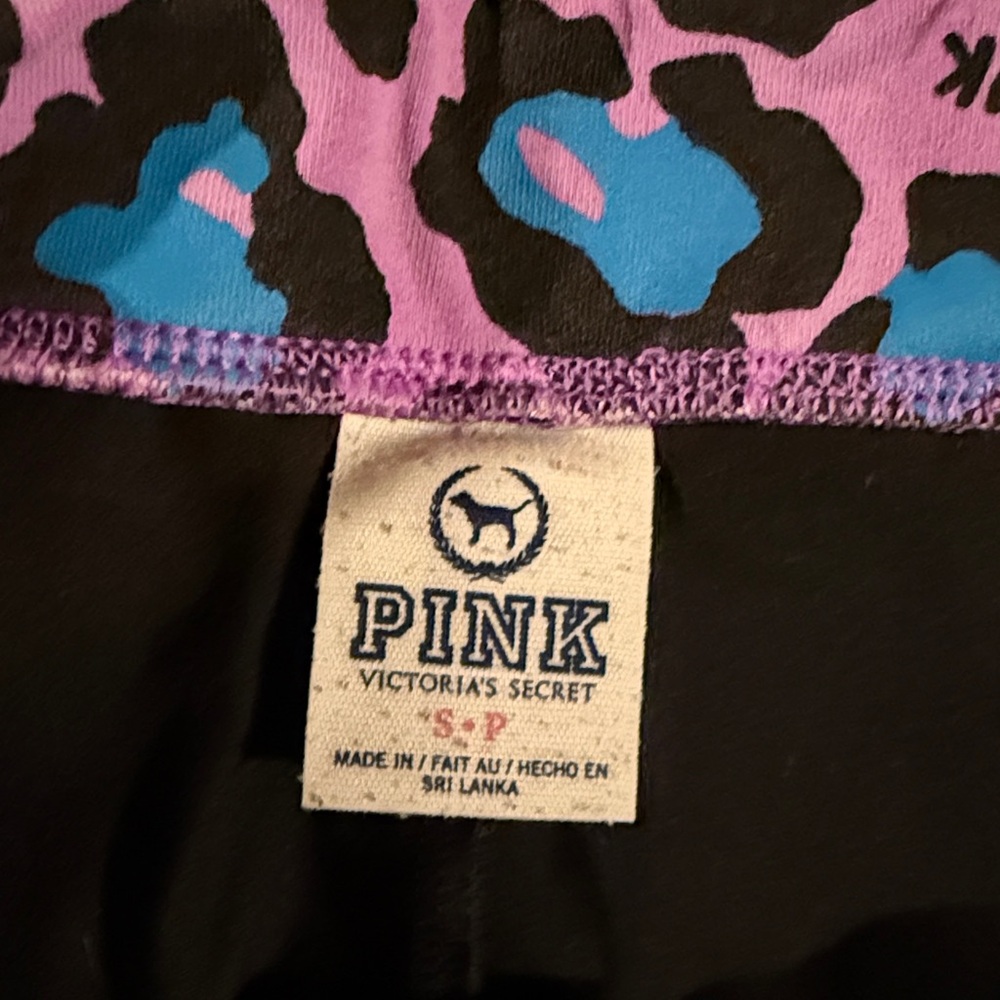 PINK
VICTORIA'S SECRET
S•P
MADE IN / FAIT AU / HECHO EN
SRI LANKA